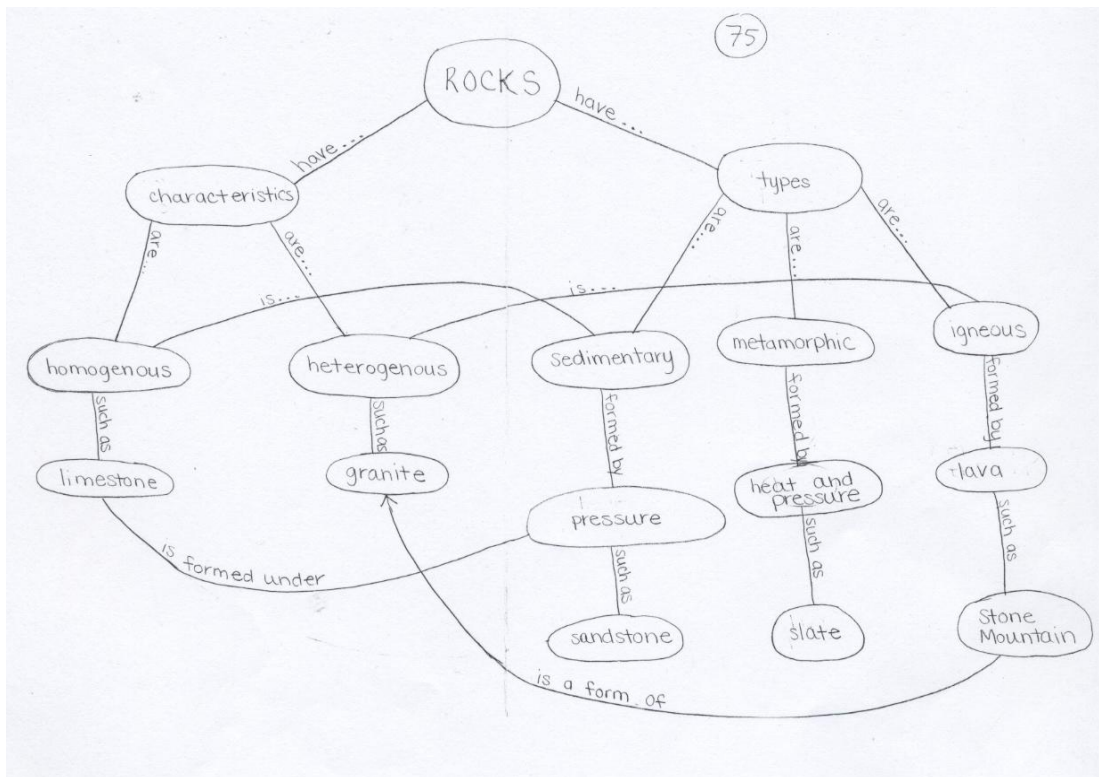 75
ROCKS
have...
have...
characteristics
types
are...
are...
are...
are...
are...
is...
is...
homogenous
heterogenous
sedimentary
metamorphic
igneous
such as
such as
formed by
formed by
formed by
limestone
granite
pressure
heat and
pressure
lava
is formed under
such as
such as
such as
sandstone
slate
Stone
Mountain
is a form of